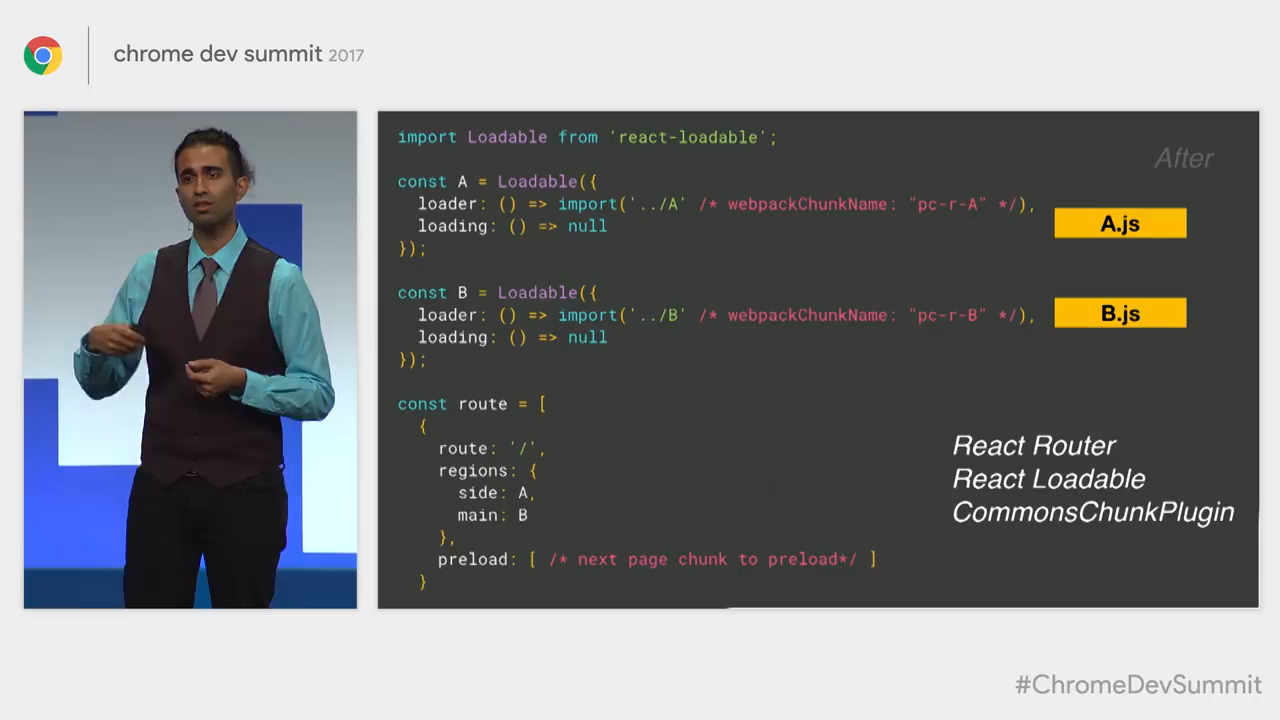 chrome dev summit 2017
import Loadable from 'react-loadable';
After
const A = Loadable({
loader: () => import('../A' /* webpackChunkName: "pc-r-A" */),
loading: () => null
});
A.js
const B = Loadable({
loader: () => import('../B' /* webpackChunkName: "pc-r-B" */),
loading: () => null
});
B.js
const route = [
{
route: '/',
regions: {
side: A,
main: B
},
preload: [ /* next page chunk to preload*/ ]
}
React Router
React Loadable
CommonsChunkPlugin
#ChromeDevSummit